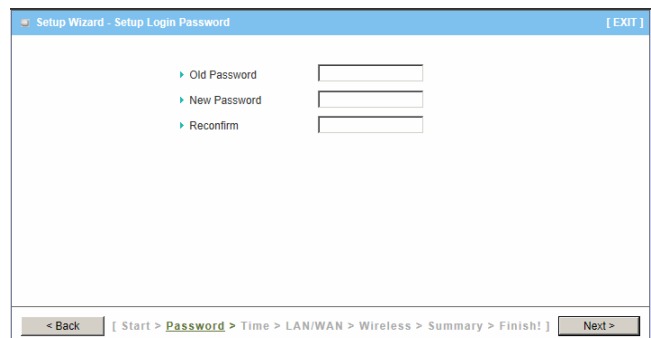 Setup Wizard - Setup Login Password [ EXIT ]
Old Password
New Password
Reconfirm
< Back [ Start > Password > Time > LAN/WAN > Wireless > Summary > Finish! ] Next >